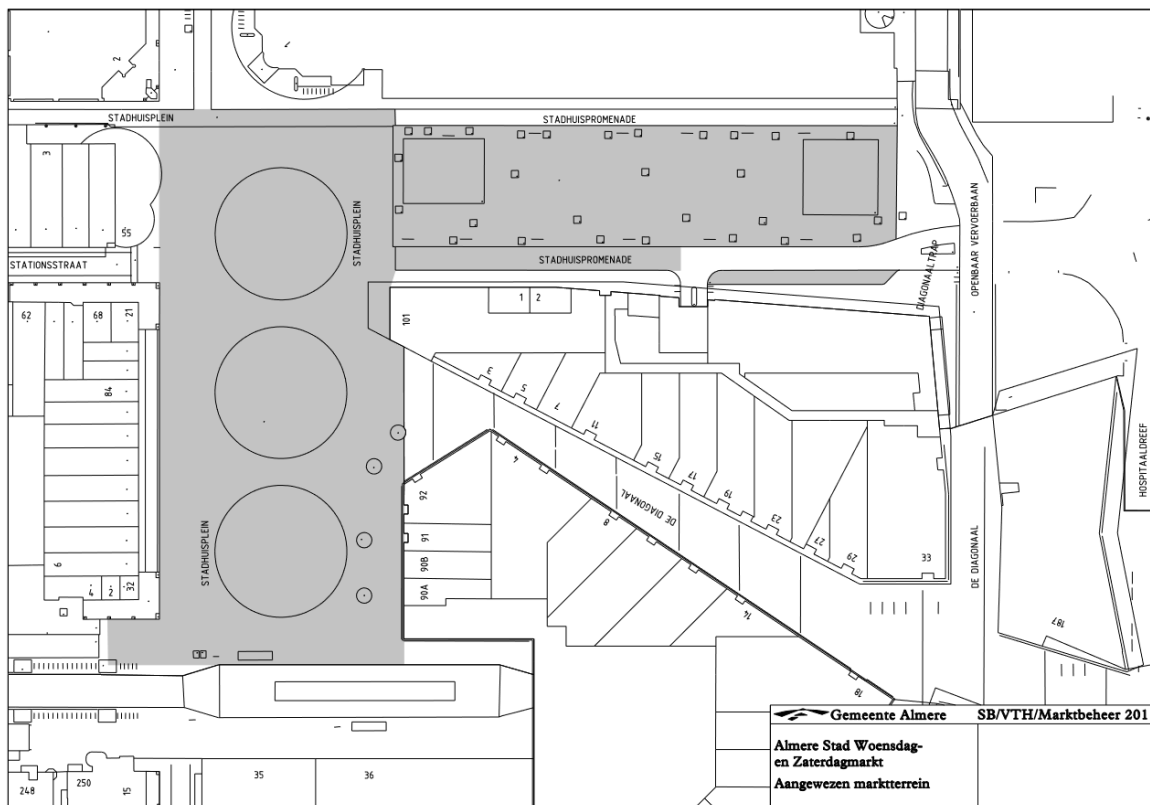 2
STADHUISPLEIN
STADHUISPROMENADE
3
55
STADHUISPLEIN
STATIONSSTRAAT
STADHUISPROMENADE
DIAGONAALTRAP
OPENBAAR VERVOERBAAN
62
68
21
101
1
2
84
3
5
7
11
15
17
19
23
27
29
33
HOSPITAALDREEF
4
8
14
18
DE DIAGONAAL
DE DIAGONAAL
92
91
90B
90A
STADHUISPLEIN
6
4
2
32
187
35
36
248
250
15
Gemeente Almere SB/VTH/Marktbeheer 201
Almere Stad Woensdag-
en Zaterdagmarkt
Aangewezen marktterrein